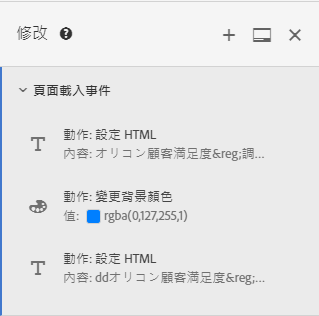 修改
頁面載入事件
動作: 設定 HTML
內容: オリコン顧客満足度&reg;調...
動作: 變更背景顏色
值: rgba(0,127,255,1)
動作: 設定 HTML
內容: ddオリコン顧客満足度&reg;...